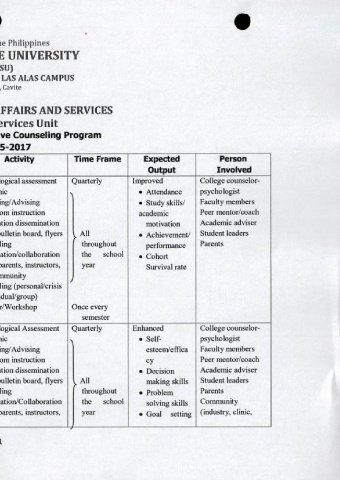 he Philippines
E UNIVERSITY
SU)
LAS ALAS CAMPUS
, Cavite
FFAIRS AND SERVICES
ervices Unit
ve Counseling Program
5-2017
Activity Time Frame Expected Output Person Involved
ological assessment Quarterly Improved College counselor-
nic • Attendance psychologist
ing/Advising • Study skills/ Faculty members
om instruction academic Peer mentor/coach
ation dissemination motivation Academic adviser
bulletin board, flyers All • Achievement/ Student leaders
ling throughout performance Parents
ation/collaboration the school • Cohort
parents, instructors, year Survival rate
mmunity
ling (personal/crisis
dual/group)
r/Workshop Once every
semester
ological Assessment Quarterly Enhanced College counselor-
nic • Self- psychologist
ing/Advising esteem/effica Faculty members
om instruction cy Peer mentor/coach
ation dissemination • Decision Academic adviser
bulletin board, flyers All making skills Student leaders
ling throughout • Problem Parents
ation/Collaboration the school solving skills Community
parents, instructors, year • Goal setting (industry, clinic,